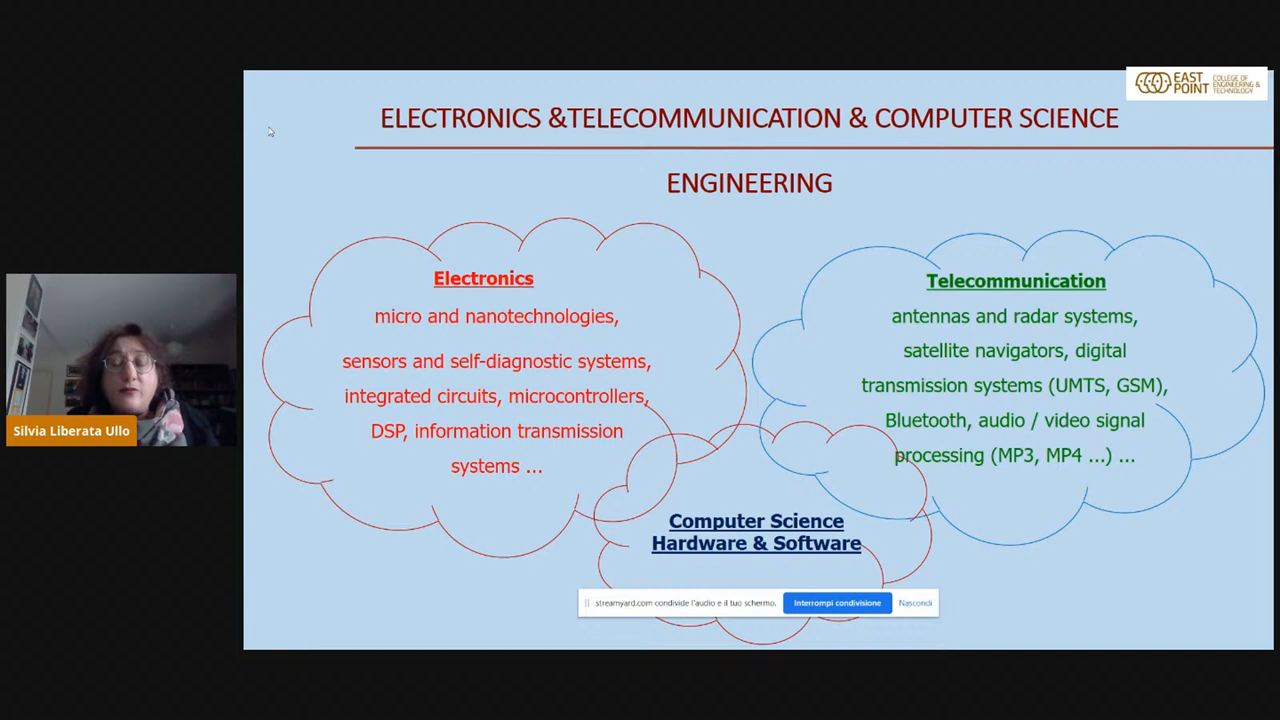 EAST
POINT
COLLEGE OF
ENGINEERING &
TECHNOLOGY
ELECTRONICS &TELECOMMUNICATION & COMPUTER SCIENCE
ENGINEERING
Electronics
micro and nanotechnologies,
sensors and self-diagnostic systems,
integrated circuits, microcontrollers,
DSP, information transmission
systems ...
Telecommunication
antennas and radar systems,
satellite navigators, digital
transmission systems (UMTS, GSM),
Bluetooth, audio / video signal
processing (MP3, MP4 ...) ...
Computer Science
Hardware & Software
Silvia Liberata Ullo
streamyard.com condivide l'audio e il tuo schermo.
Interrompi condivisione
Nascondi